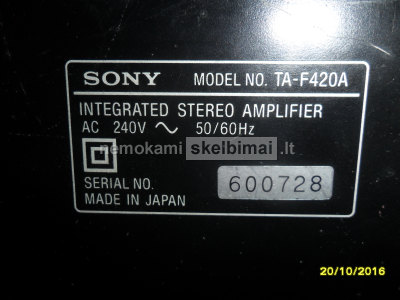 SONY MODEL NO. TA-F420A
INTEGRATED STEREO AMPLIFIER
AC 240V ~ 50/60Hz
nemokami skelbimai.lt
SERIAL NO. 600728
MADE IN JAPAN
20/10/2016